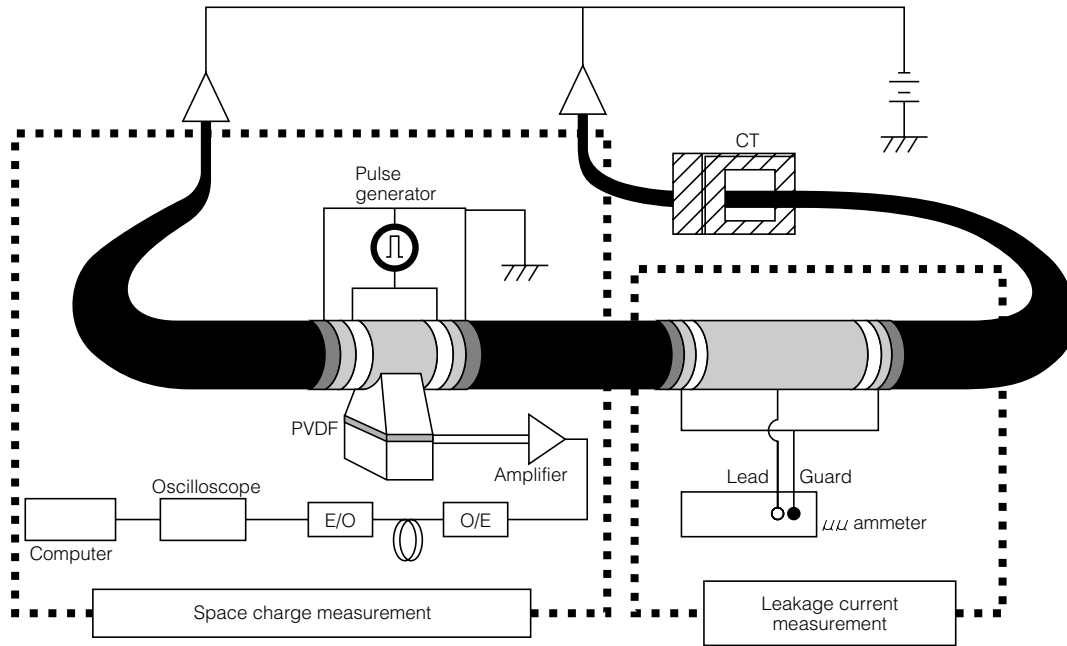 CT
Pulse
generator
PVDF
Amplifier
Lead
Guard
Oscilloscope
E/O
O/E
μμ ammeter
Computer
Space charge measurement
Leakage current
measurement